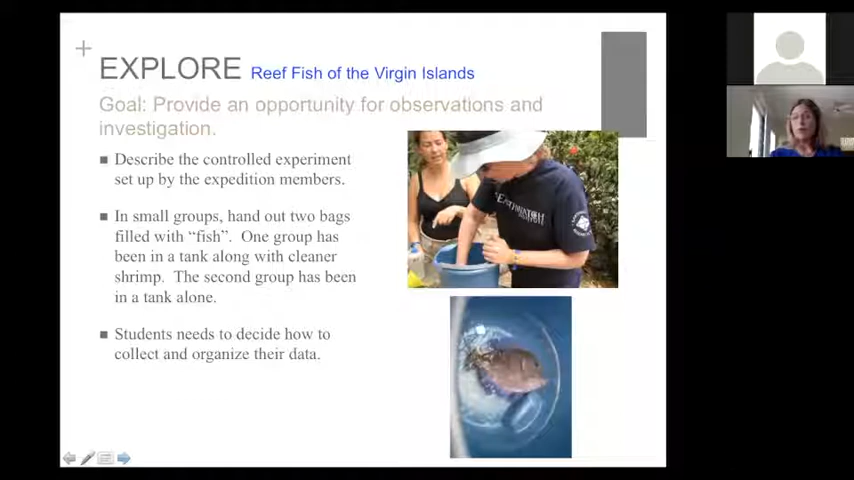 EXPLORE Reef Fish of the Virgin Islands
Goal: Provide an opportunity for observations and
investigation.
Describe the controlled experiment
set up by the expedition members.
In small groups, hand out two bags
filled with “fish”. One group has
been in a tank along with cleaner
shrimp. The second group has been
in a tank alone.
Students needs to decide how to
collect and organize their data.
EARTHWATCH
INSTITUTE